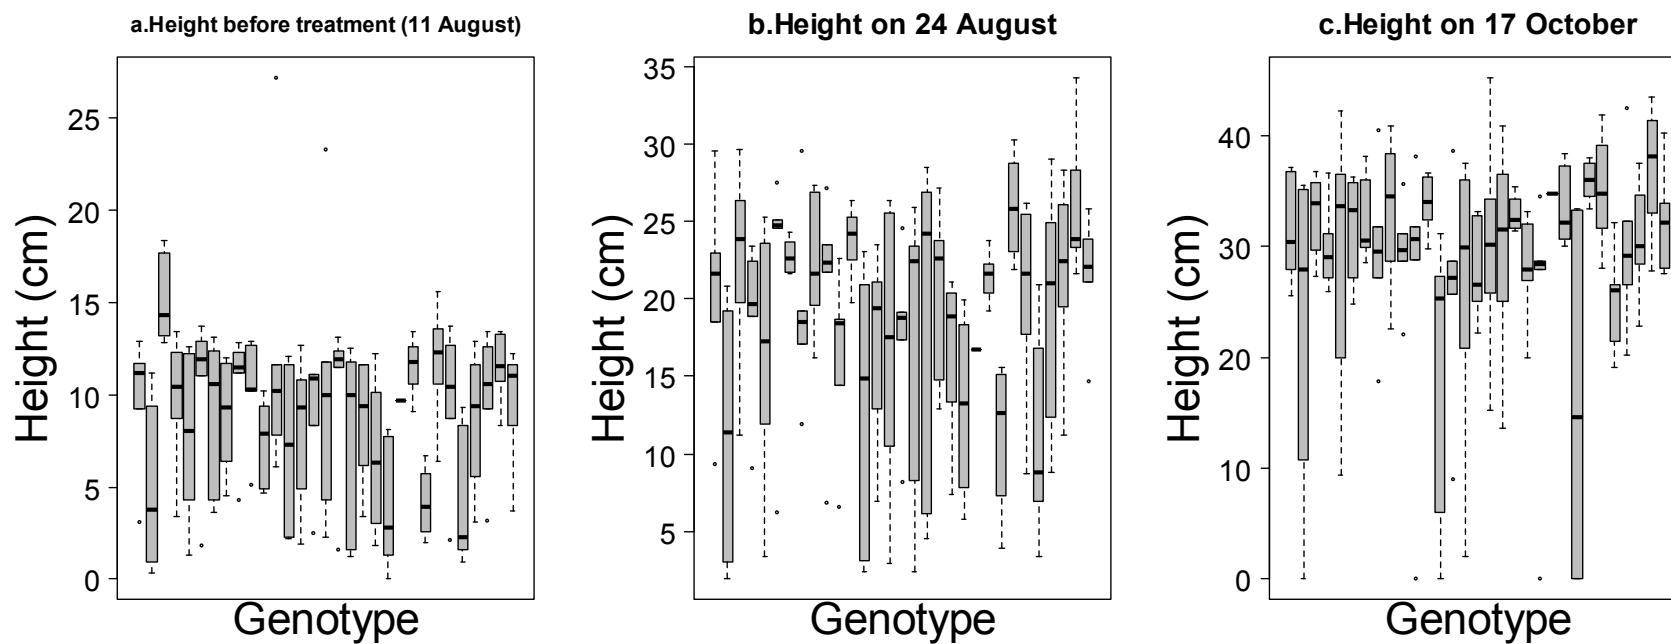 a.Height before treatment (11 August)
Height (cm)
25
20
15
10
5
0
Genotype
b.Height on 24 August
Height (cm)
35
30
25
20
15
10
5
Genotype
c.Height on 17 October
Height (cm)
40
30
20
10
0
Genotype